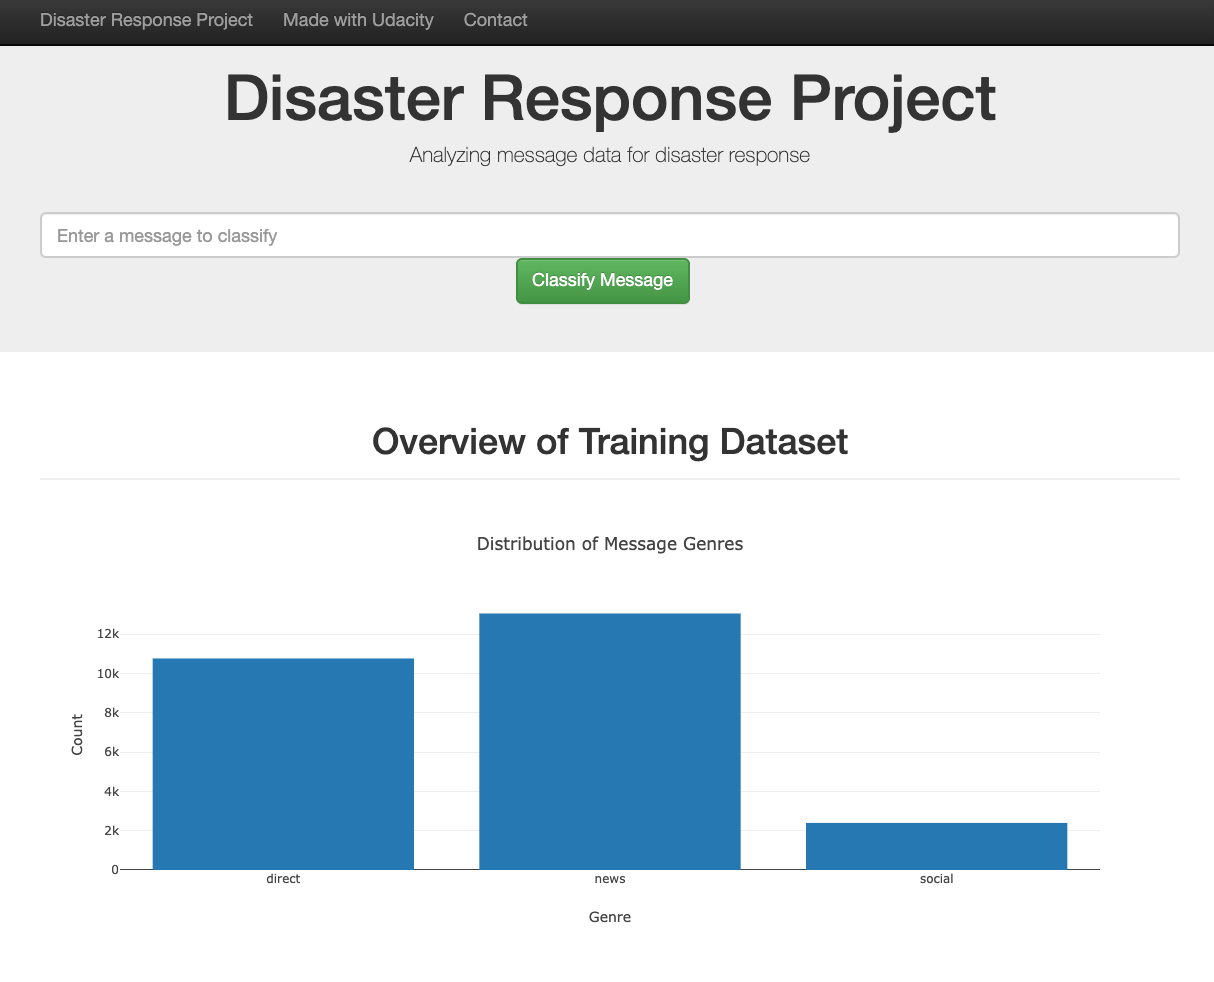 Disaster Response Project Made with Udacity Contact
Disaster Response Project
Analyzing message data for disaster response
Enter a message to classify
Classify Message
Overview of Training Dataset
Distribution of Message Genres
12k
10k
8k
6k
4k
2k
0
Count
direct news social
Genre